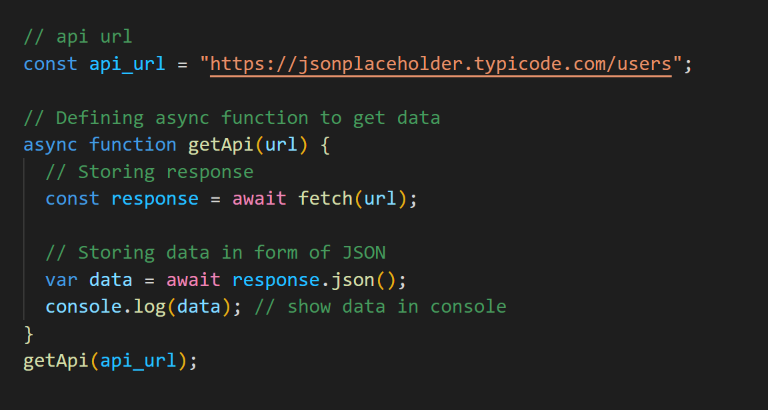 // api url
const api_url = "https://jsonplaceholder.typicode.com/users";
// Defining async function to get data
async function getApi(url) {
// Storing response
const response = await fetch(url);
// Storing data in form of JSON
var data = await response.json();
console.log(data); // show data in console
}
getApi(api_url);